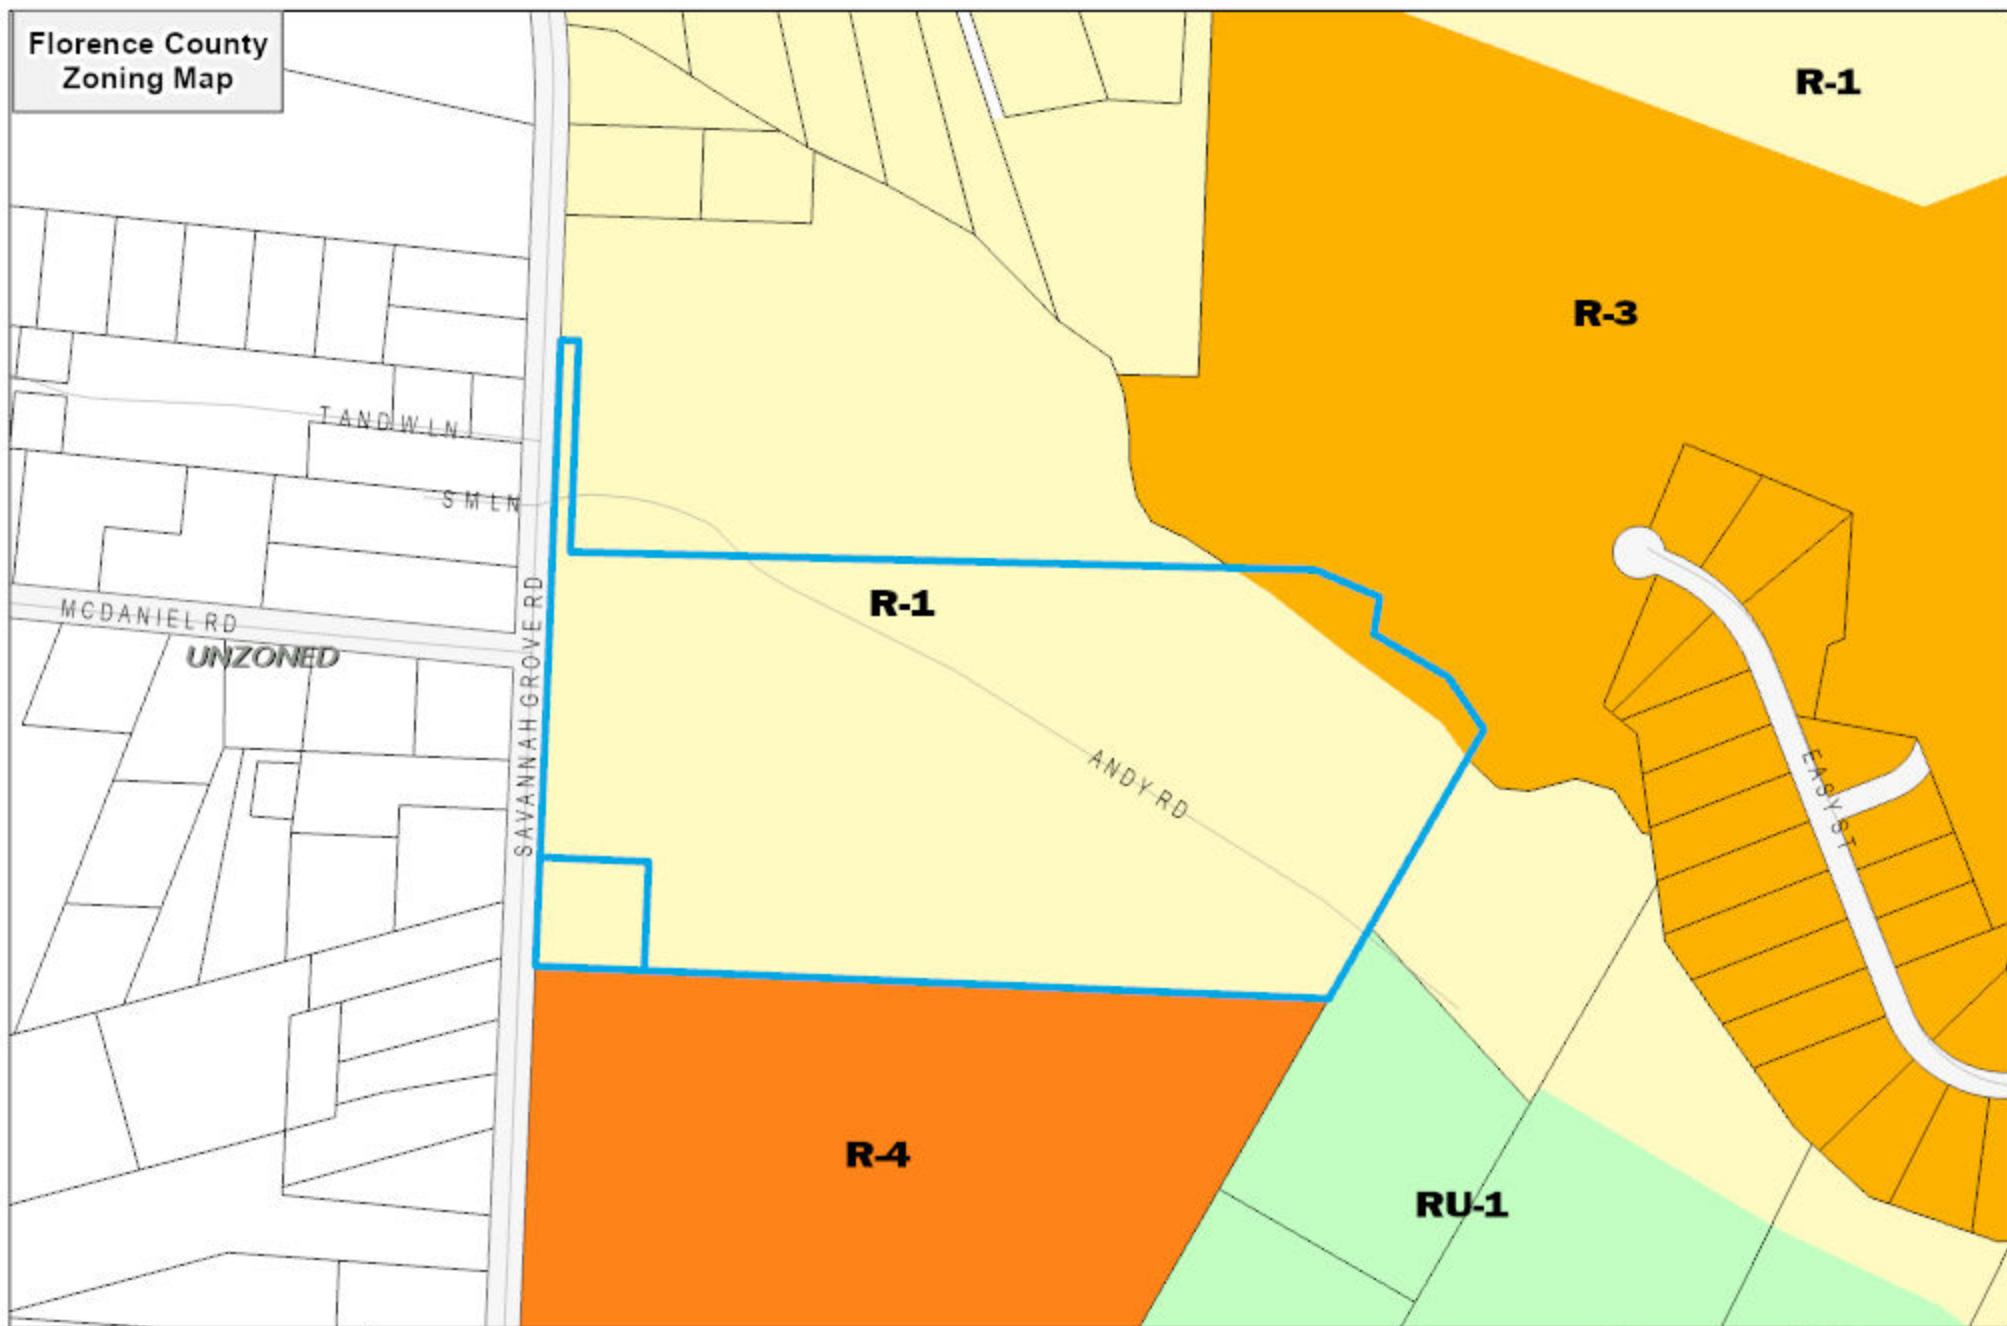 Florence County
Zoning Map
R-1
R-3
T AND W LN
S M LN
R-1
MCDANIEL RD
UNZONED
SAVANNAH GROVE RD
ANDY RD
EASY ST
R-4
RU-1